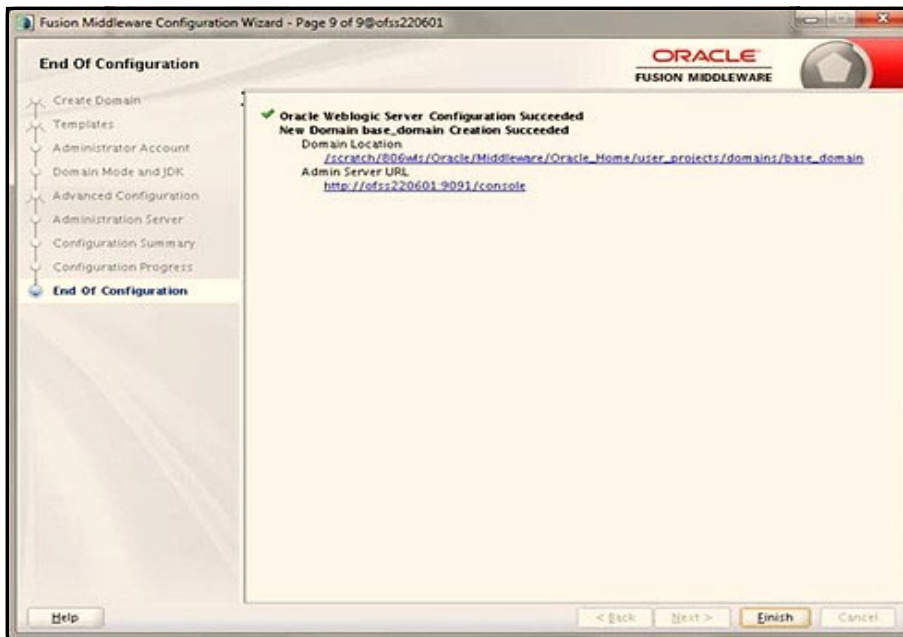 Fusion Middleware Configuration Wizard - Page 9 of 9@ofss220601
End Of Configuration
ORACLE
FUSION MIDDLEWARE
Create Domain
Templates
Administrator Account
Domain Mode and JDK
Advanced Configuration
Administration Server
Configuration Summary
Configuration Progress
End Of Configuration
Oracle Weblogic Server Configuration Succeeded
New Domain base_domain Creation Succeeded
Domain Location
/scratch/806wls/Oracle/Middleware/Oracle_Home/user_projects/domains/base_domain
Admin Server URL
http://ofss220601:9091/console
Help
< Back
Next >
Finish
Cancel